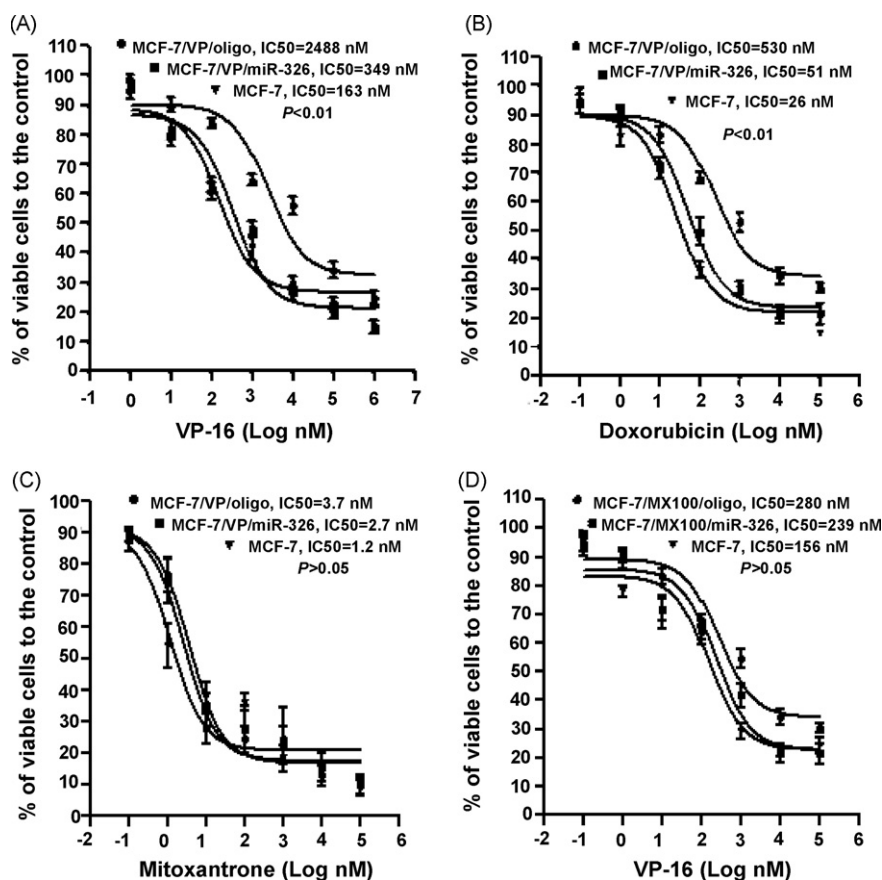 (A)
MCF-7/VP/oligo, IC50=2488 nM
MCF-7/VP/miR-326, IC50=349 nM
MCF-7, IC50=163 nM
P<0.01
110
100
90
80
70
60
50
40
30
20
10
0
% of viable cells to the control
-1 0 1 2 3 4 5 6 7
VP-16 (Log nM)
(B)
MCF-7/VP/oligo, IC50=530 nM
MCF-7/VP/miR-326, IC50=51 nM
MCF-7, IC50=26 nM
P<0.01
110
100
90
80
70
60
50
40
30
20
10
0
% of viable cells to the control
-2 -1 0 1 2 3 4 5 6
Doxorubicin (Log nM)
(C)
MCF-7/VP/oligo, IC50=3.7 nM
MCF-7/VP/miR-326, IC50=2.7 nM
MCF-7, IC50=1.2 nM
P>0.05
100
90
80
70
60
50
40
30
20
10
0
% of viable cells to the control
-2 -1 0 1 2 3 4 5 6
Mitoxantrone (Log nM)
(D)
MCF-7/MX100/oligo, IC50=280 nM
MCF-7/MX100/miR-326, IC50=239 nM
MCF-7, IC50=156 nM
P>0.05
110
100
90
80
70
60
50
40
30
20
10
0
% of viable cells to the control
-2 -1 0 1 2 3 4 5 6
VP-16 (Log nM)